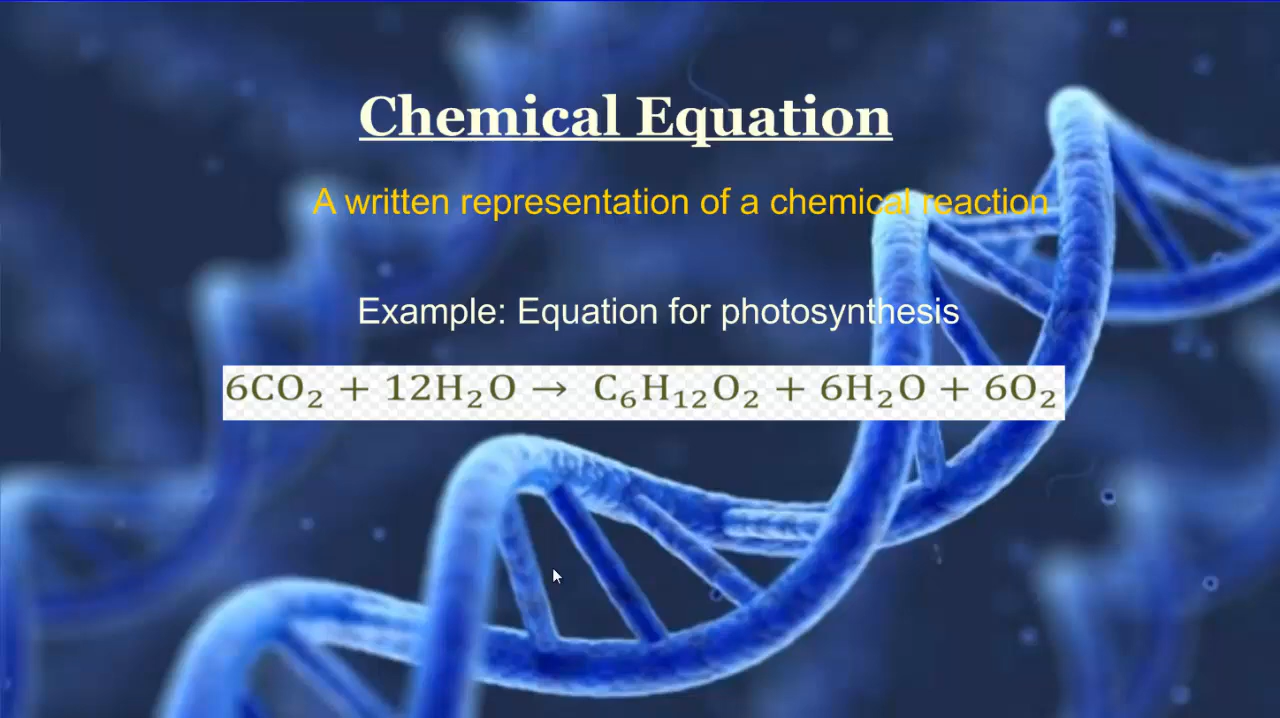 Chemical Equation
A written representation of a chemical reaction
Example: Equation for photosynthesis
6CO₂ + 12H₂O → C₆H₁₂O₂ + 6H₂O + 6O₂